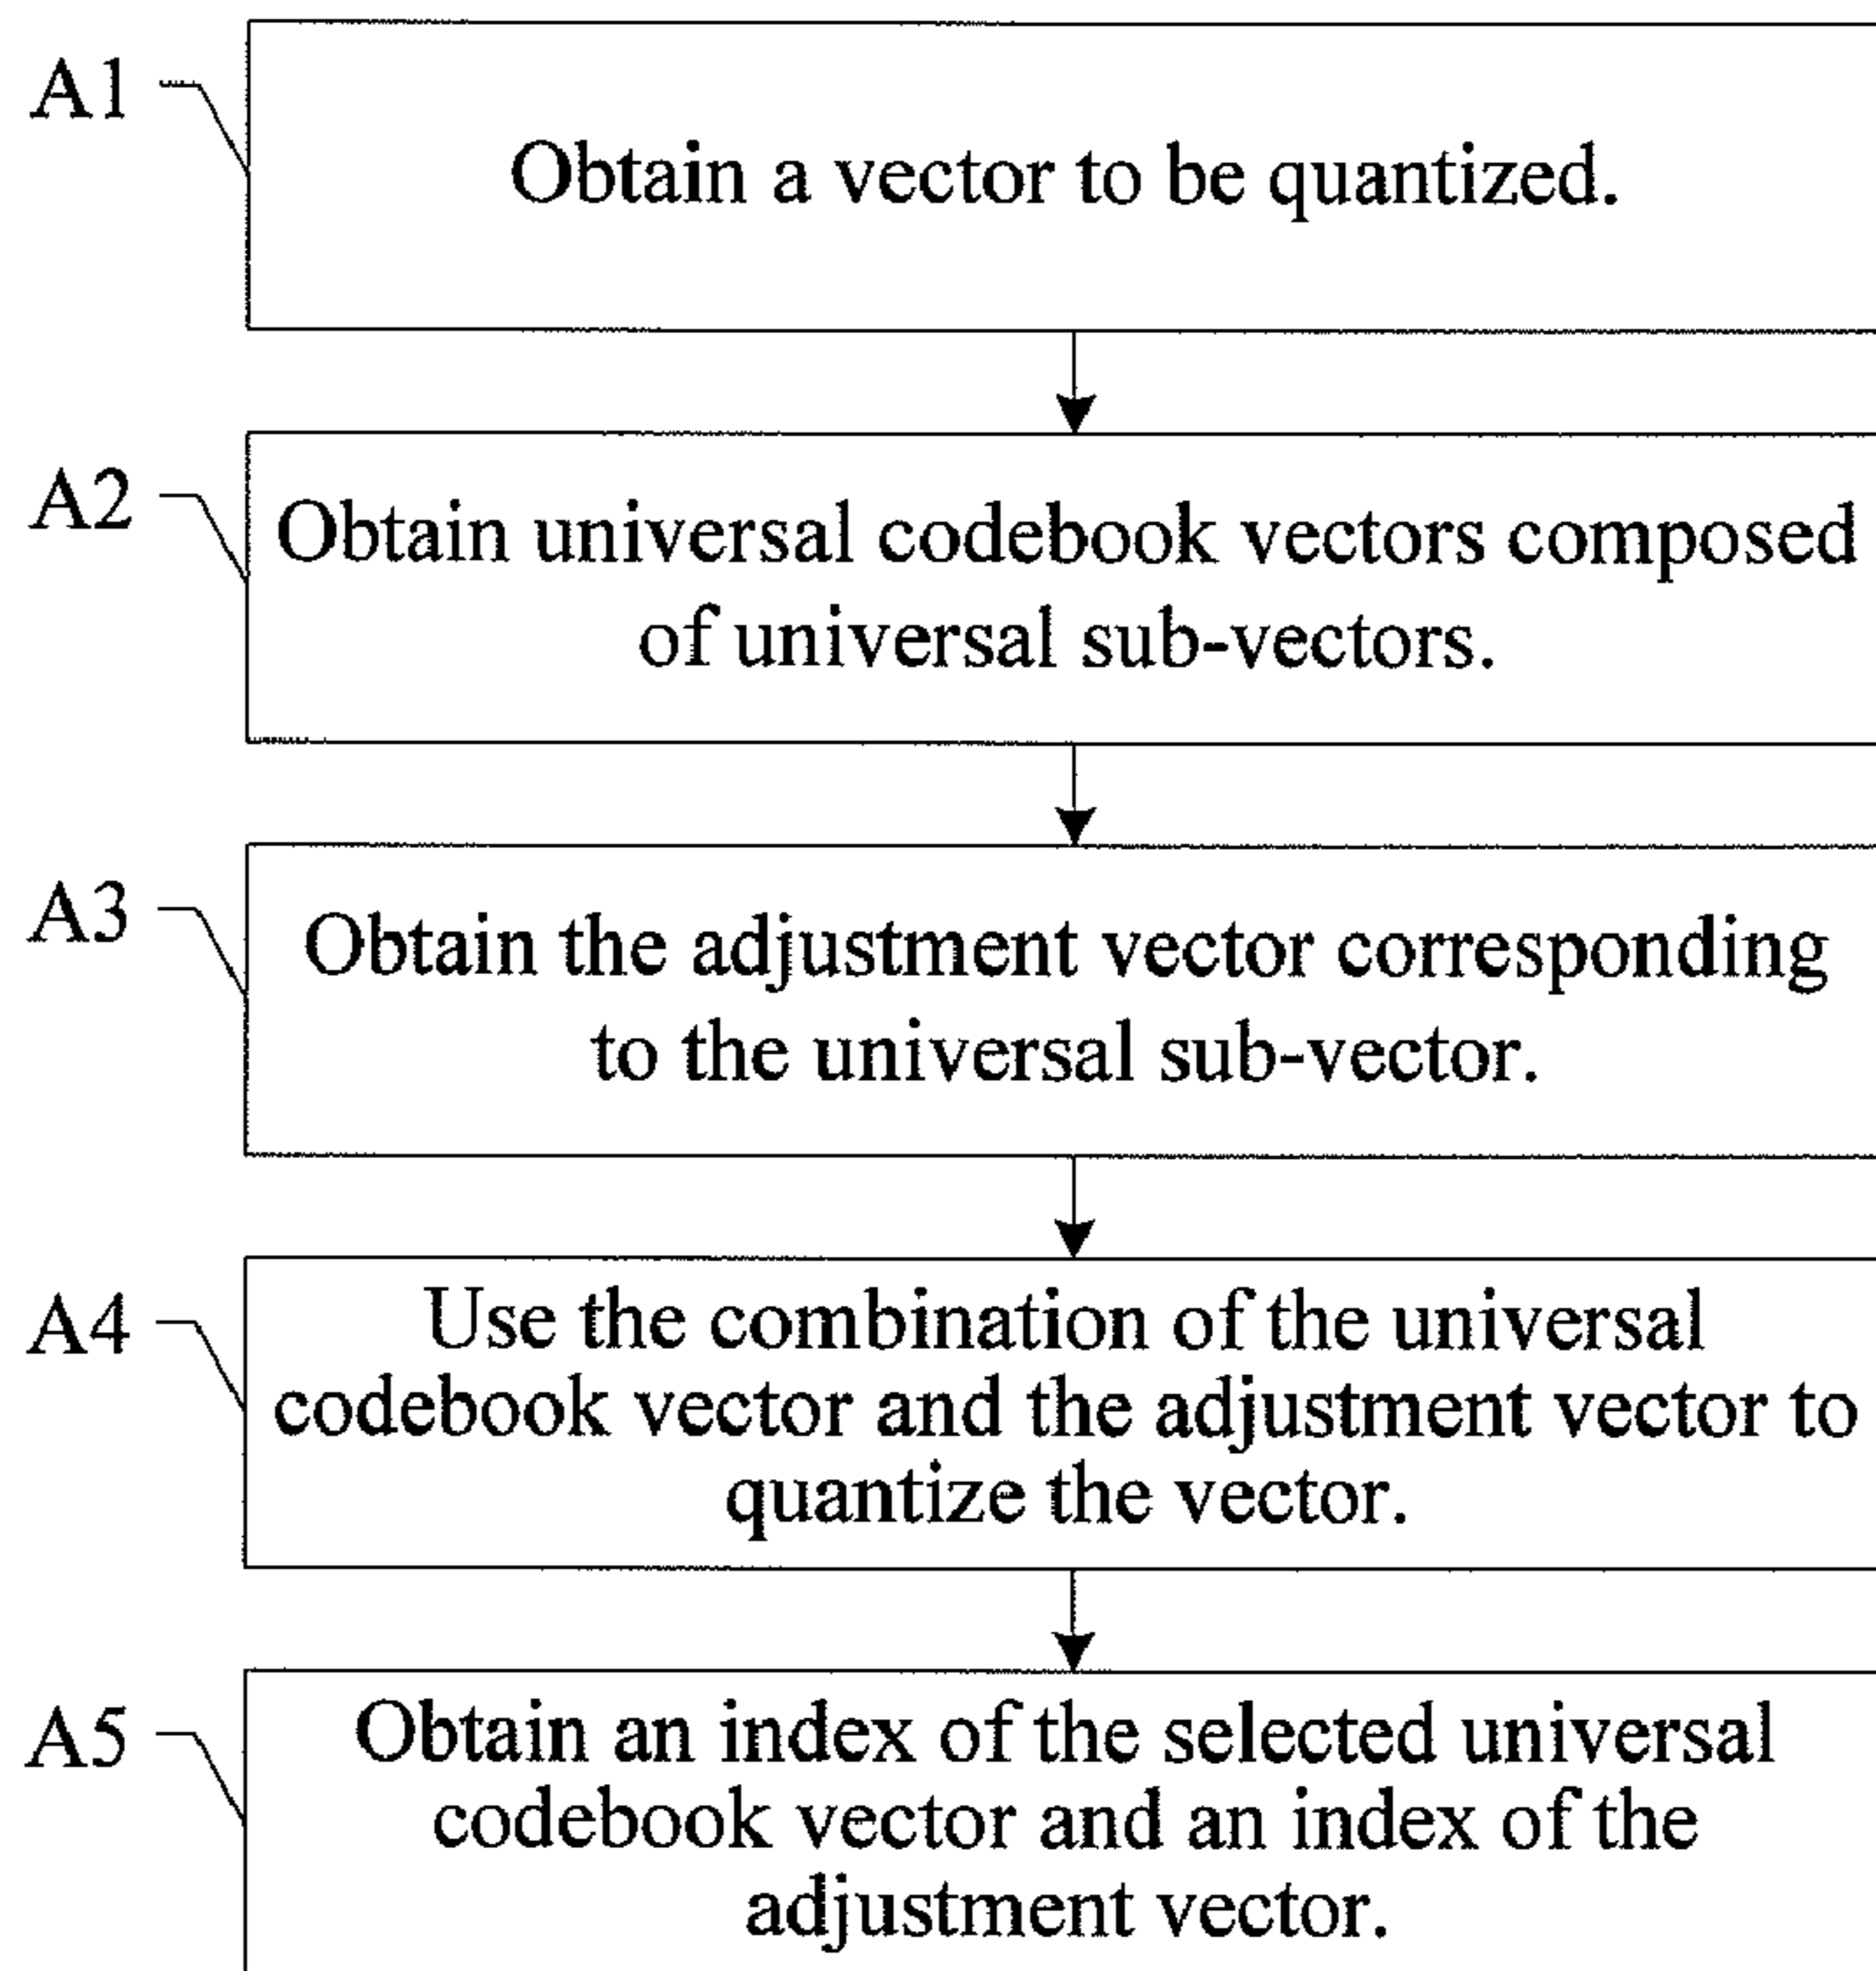 A1
Obtain a vector to be quantized.
A2
Obtain universal codebook vectors composed
of universal sub-vectors.
A3
Obtain the adjustment vector corresponding
to the universal sub-vector.
A4
Use the combination of the universal
codebook vector and the adjustment vector to
quantize the vector.
A5
Obtain an index of the selected universal
codebook vector and an index of the
adjustment vector.